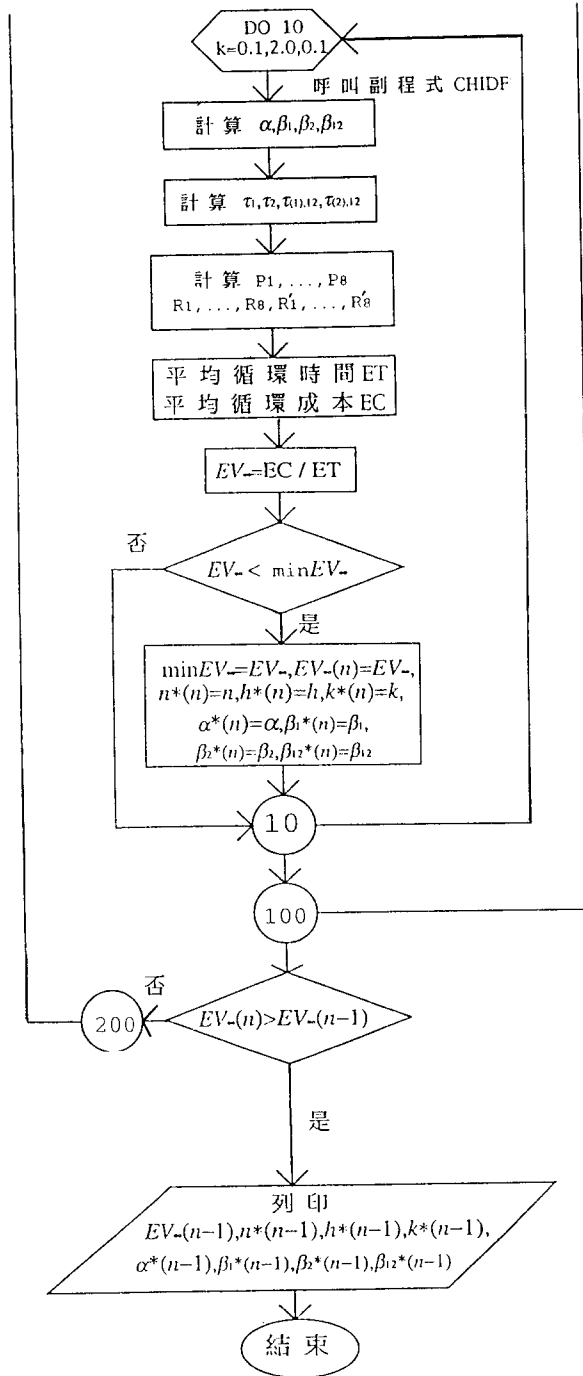 DO 10
k=0.1,2.0,0.1
呼叫副程式 CHIDF
計算 α,β₁,β₂,β₁₂
計算 τ₁,τ₂,τ₍₁₎,₁₂,τ₍₂₎,₁₂
計算 P1,...,P8
R1,...,R8,R'1,...,R'8
平均循環時間ET
平均循環成本EC
EV∞=EC / ET
否
EV∞< minEV∞
是
minEV∞=EV∞,EV∞(n)=EV∞,
n*(n)=n,h*(n)=h,k*(n)=k,
α*(n)=α,β₁*(n)=β₁,
β₂*(n)=β₂,β₁₂*(n)=β₁₂
10
100
否
200
EV∞(n)>EV∞(n−1)
是
列印
EV∞(n−1),n*(n−1),h*(n−1),k*(n−1),
α*(n−1),β₁*(n−1),β₂*(n−1),β₁₂*(n−1)
結束